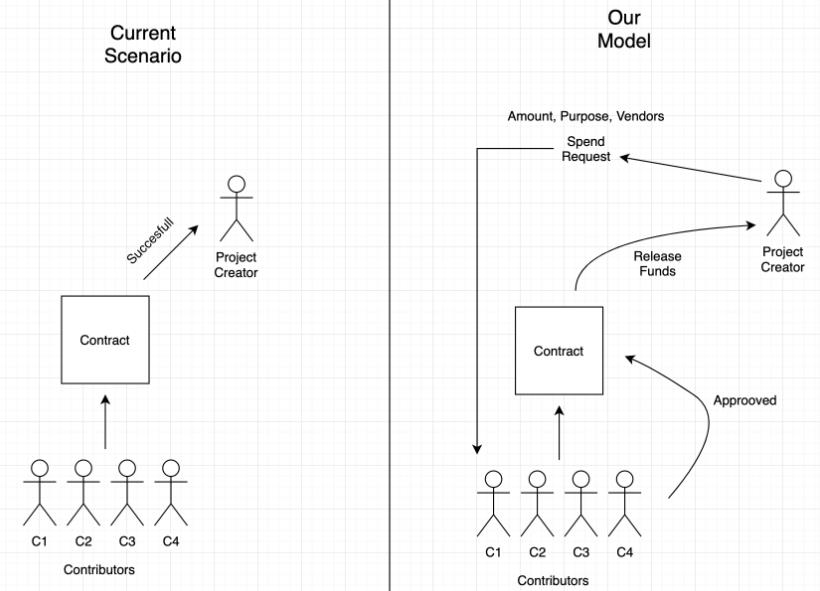 Current
Scenario
Succesfull
Project
Creator
Contract
C1 C2 C3 C4
Contributors
Our
Model
Amount, Purpose, Vendors
Spend
Request
Project
Creator
Release
Funds
Contract
Approoved
C1 C2 C3 C4
Contributors